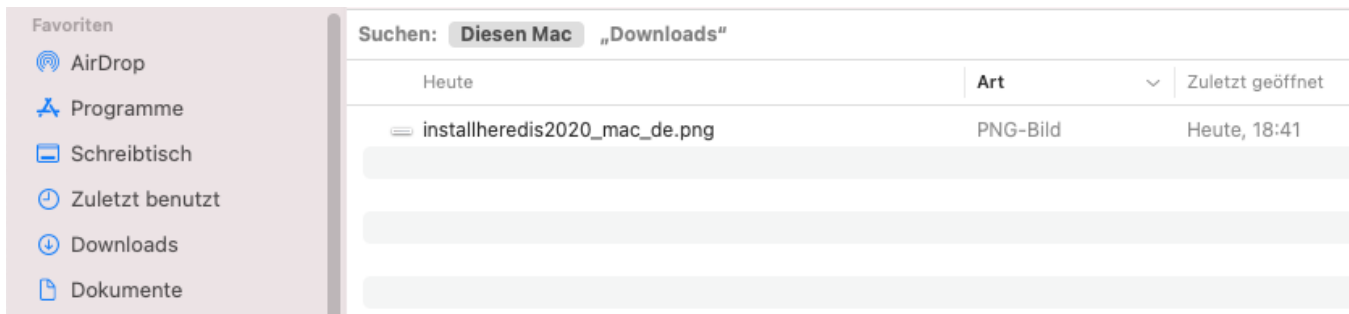 Favoriten
AirDrop
Programme
Schreibtisch
Zuletzt benutzt
Downloads
Dokumente
Suchen: Diesen Mac „Downloads“
Heute Art Zuletzt geöffnet
installheredis2020_mac_de.png PNG-Bild Heute, 18:41